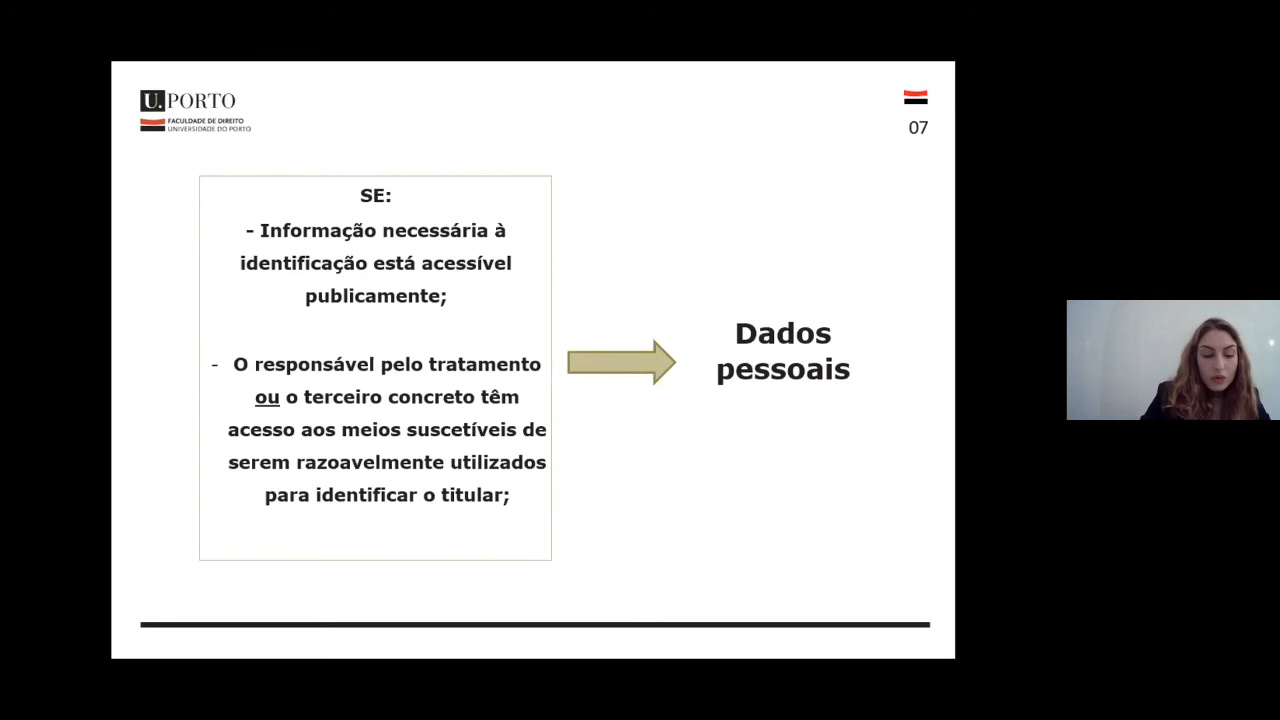 U. PORTO
FACULDADE DE DIREITO
UNIVERSIDADE DO PORTO
07
SE:
- Informação necessária à
identificação está acessível
publicamente;
- O responsável pelo tratamento
ou o terceiro concreto têm
acesso aos meios suscetíveis de
serem razoavelmente utilizados
para identificar o titular;
Dados
pessoais